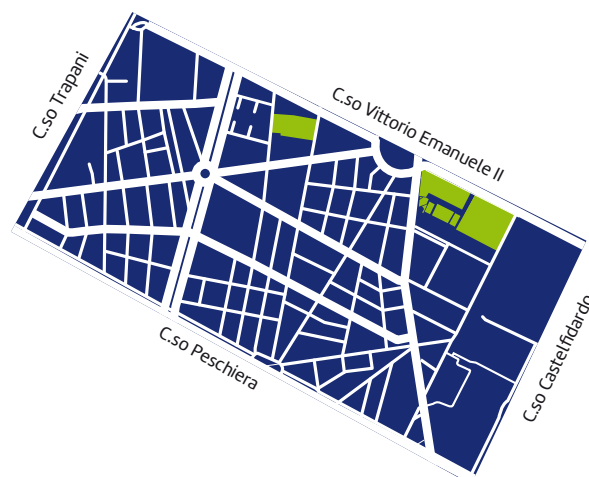 C.so Trapani
C.so Vittorio Emanuele II
C.so Peschiera
C.so Castelfidardo